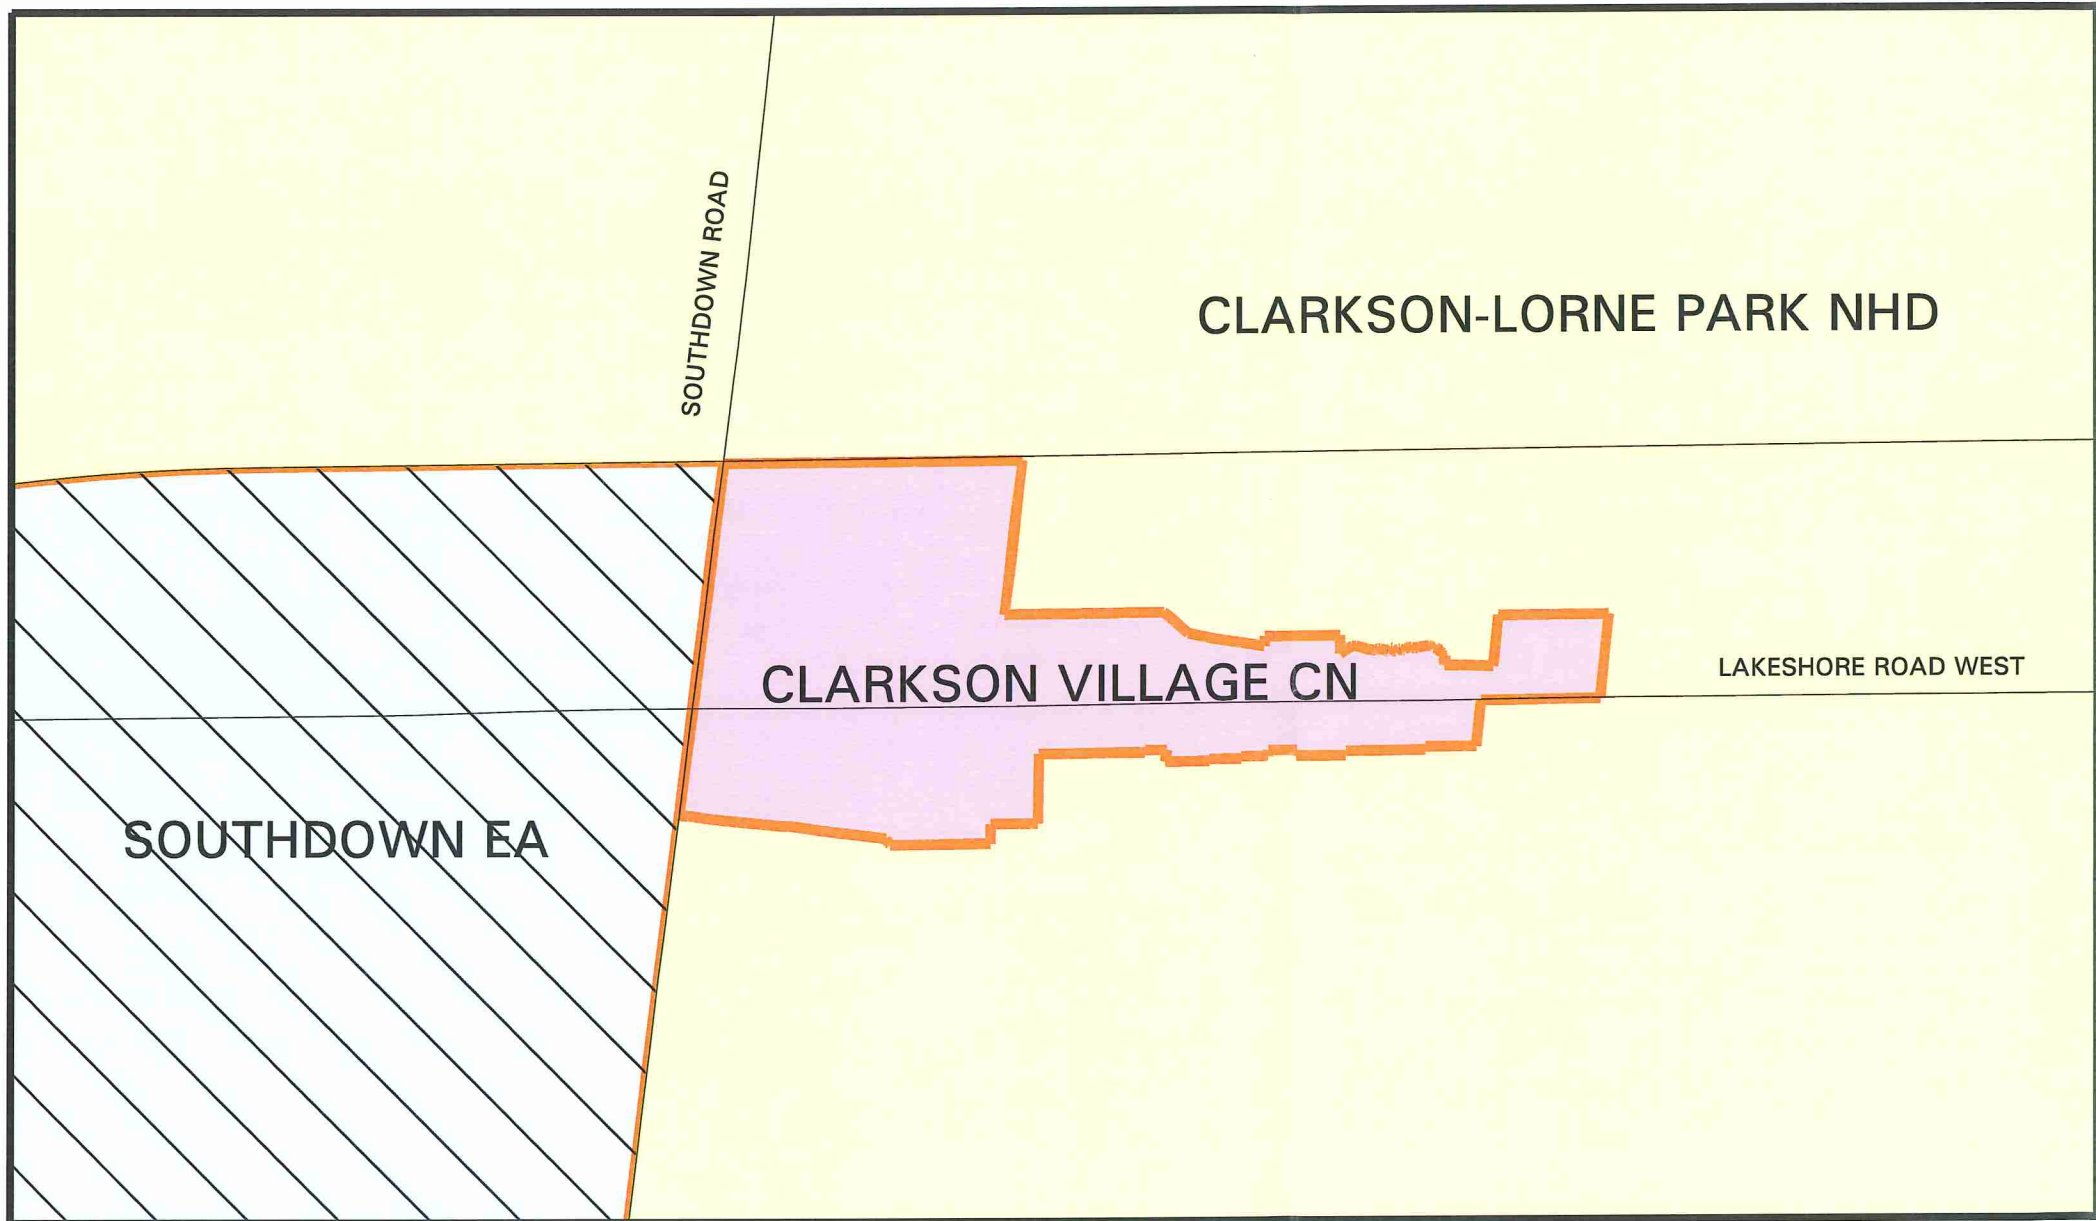 SOUTHDOWN ROAD
CLARKSON-LORNE PARK NHD
LAKESHORE ROAD WEST
CLARKSON VILLAGE CN
SOUTHDOWN EA